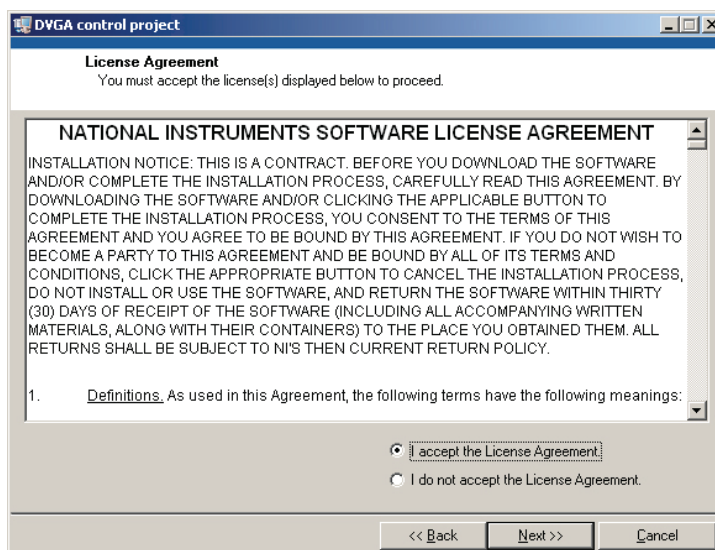 DVGA control project
License Agreement
You must accept the license(s) displayed below to proceed.
NATIONAL INSTRUMENTS SOFTWARE LICENSE AGREEMENT
INSTALLATION NOTICE: THIS IS A CONTRACT. BEFORE YOU DOWNLOAD THE SOFTWARE
AND/OR COMPLETE THE INSTALLATION PROCESS, CAREFULLY READ THIS AGREEMENT. BY
DOWNLOADING THE SOFTWARE AND/OR CLICKING THE APPLICABLE BUTTON TO
COMPLETE THE INSTALLATION PROCESS, YOU CONSENT TO THE TERMS OF THIS
AGREEMENT AND YOU AGREE TO BE BOUND BY THIS AGREEMENT. IF YOU DO NOT WISH TO
BECOME A PARTY TO THIS AGREEMENT AND BE BOUND BY ALL OF ITS TERMS AND
CONDITIONS, CLICK THE APPROPRIATE BUTTON TO CANCEL THE INSTALLATION PROCESS,
DO NOT INSTALL OR USE THE SOFTWARE, AND RETURN THE SOFTWARE WITHIN THIRTY
(30) DAYS OF RECEIPT OF THE SOFTWARE (INCLUDING ALL ACCOMPANYING WRITTEN
MATERIALS, ALONG WITH THEIR CONTAINERS) TO THE PLACE YOU OBTAINED THEM. ALL
RETURNS SHALL BE SUBJECT TO NI'S THEN CURRENT RETURN POLICY.
1. Definitions. As used in this Agreement, the following terms have the following meanings:
I accept the License Agreement.
I do not accept the License Agreement.
<< Back Next >> Cancel